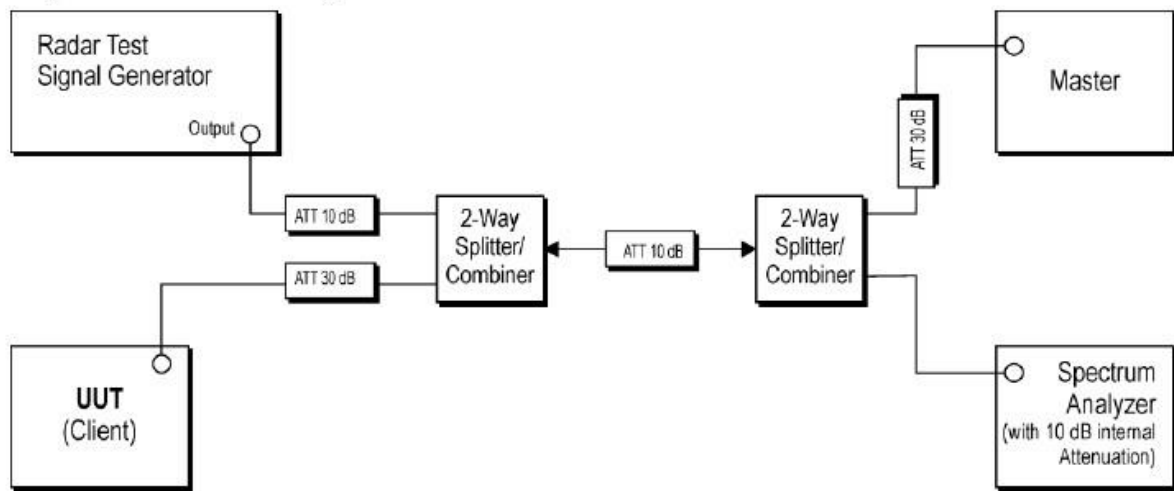 Radar Test
Signal Generator
Output
ATT 10 dB
ATT 30 dB
2-Way
Splitter/
Combiner
ATT 10 dB
2-Way
Splitter/
Combiner
ATT 30 dB
Master
UUT
(Client)
Spectrum
Analyzer
(with 10 dB internal
Attenuation)